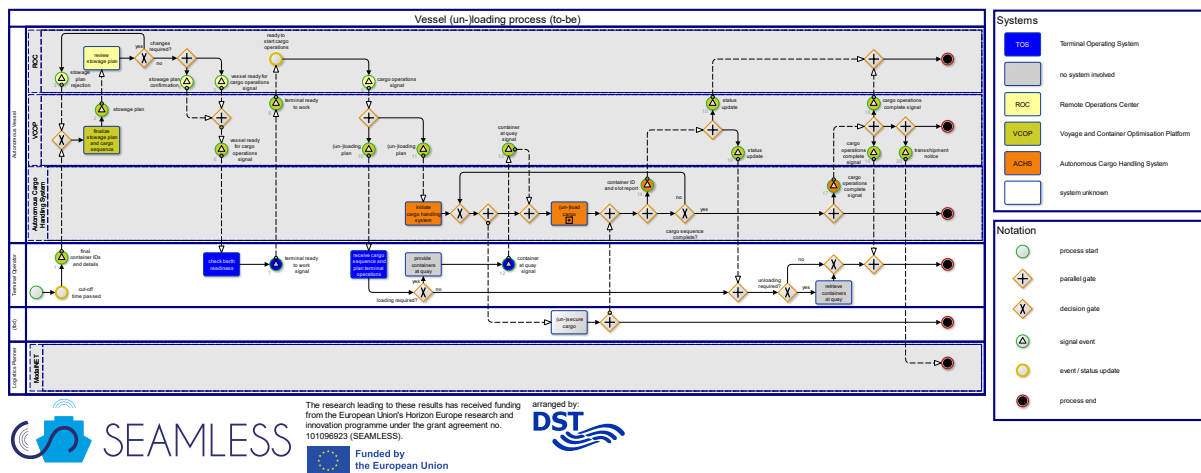 Vessel (un-)loading process (to-be)
Autonomous Vessel
ROC
VCOP
Autonomous Cargo
Handling System
Terminal Operator
(tbd)
Logistics Planner
ModalNET
review
stowage plan
changes
required?
yes
no
stowage
plan
rejection
stowage plan
confirmation
vessel ready for
cargo operations
signal
ready to
start cargo
operations
cargo operations
signal
stowage plan
finalize
stowage plan
and cargo
sequence
vessel ready
for cargo
operations
signal
terminal ready
to work
(un-)loading
plan
(un-)loading
plan
container
at quay
signal
status
update
status
update
cargo operations
complete signal
cargo
operations
complete
signal
transshipment
notice
initiate
cargo handling
system
(un-)load
cargo
container ID
and slot report
no
yes
cargo sequence
complete?
cargo
operations
complete
signal
final
container IDs
and details
cut-off
time passed
check berth
readiness
terminal ready
to work
signal
receive cargo
sequence and
plan terminal
operations
provide
containers
at quay
yes
no
loading required?
container
at quay
signal
unloading
required?
no
yes
retrieve
containers
at quay
(un-)secure
cargo
Systems
TOS
Terminal Operating System
no system involved
ROC
Remote Operations Center
VCOP
Voyage and Container Optimisation Platform
ACHS
Autonomous Cargo Handling System
system unknown
Notation
process start
parallel gate
decision gate
signal event
event / status update
process end
SEAMLESS
The research leading to these results has received funding
from the European Union's Horizon Europe research and
innovation programme under the grant agreement no.
101096923 (SEAMLESS).
Funded by
the European Union
arranged by:
DST